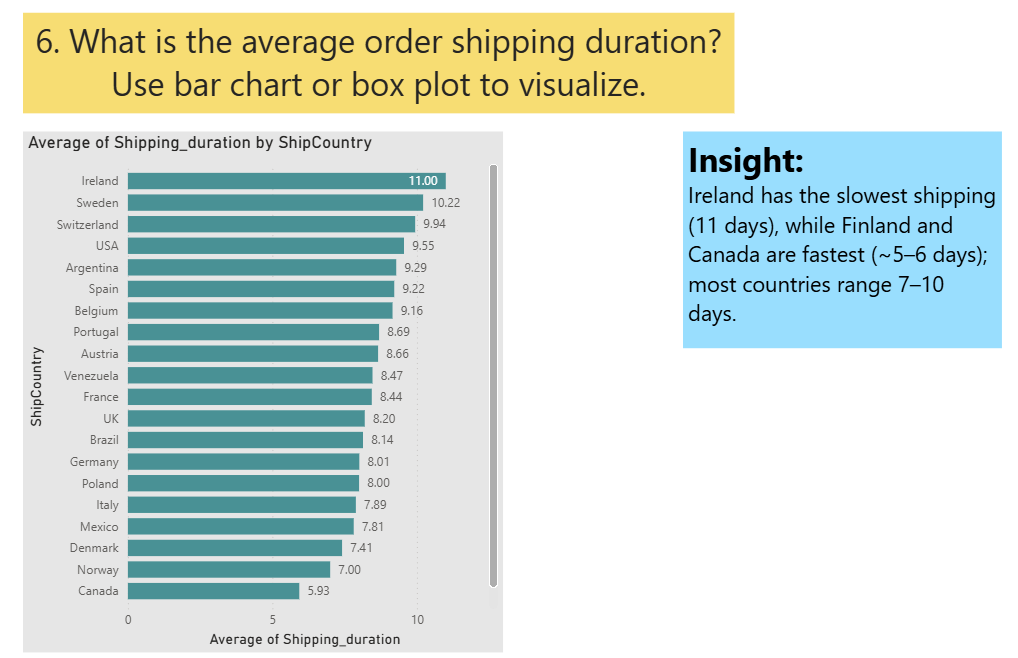 6. What is the average order shipping duration?
Use bar chart or box plot to visualize.
Average of Shipping_duration by ShipCountry
Insight:
Ireland has the slowest shipping
(11 days), while Finland and
Canada are fastest (~5–6 days);
most countries range 7–10
days.
ShipCountry
Ireland 11.00
Sweden 10.22
Switzerland 9.94
USA 9.55
Argentina 9.29
Spain 9.22
Belgium 9.16
Portugal 8.69
Austria 8.66
Venezuela 8.47
France 8.44
UK 8.20
Brazil 8.14
Germany 8.01
Poland 8.00
Italy 7.89
Mexico 7.81
Denmark 7.41
Norway 7.00
Canada 5.93
0 5 10
Average of Shipping_duration